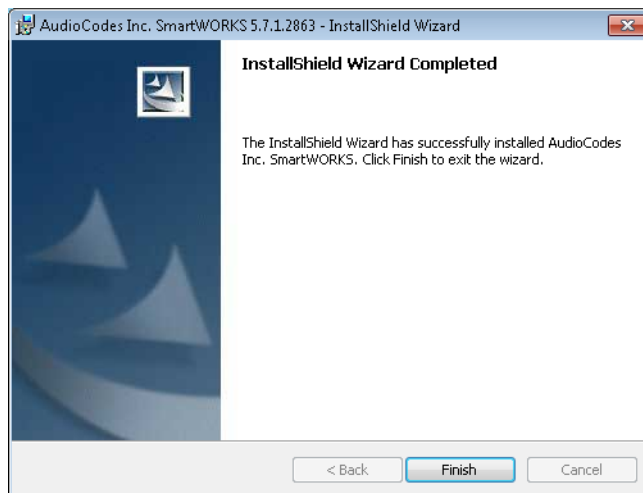 AudioCodes Inc. SmartWORKS 5.7.1.2863 - InstallShield Wizard
InstallShield Wizard Completed
The InstallShield Wizard has successfully installed AudioCodes
Inc. SmartWORKS. Click Finish to exit the wizard.
< Back Finish Cancel